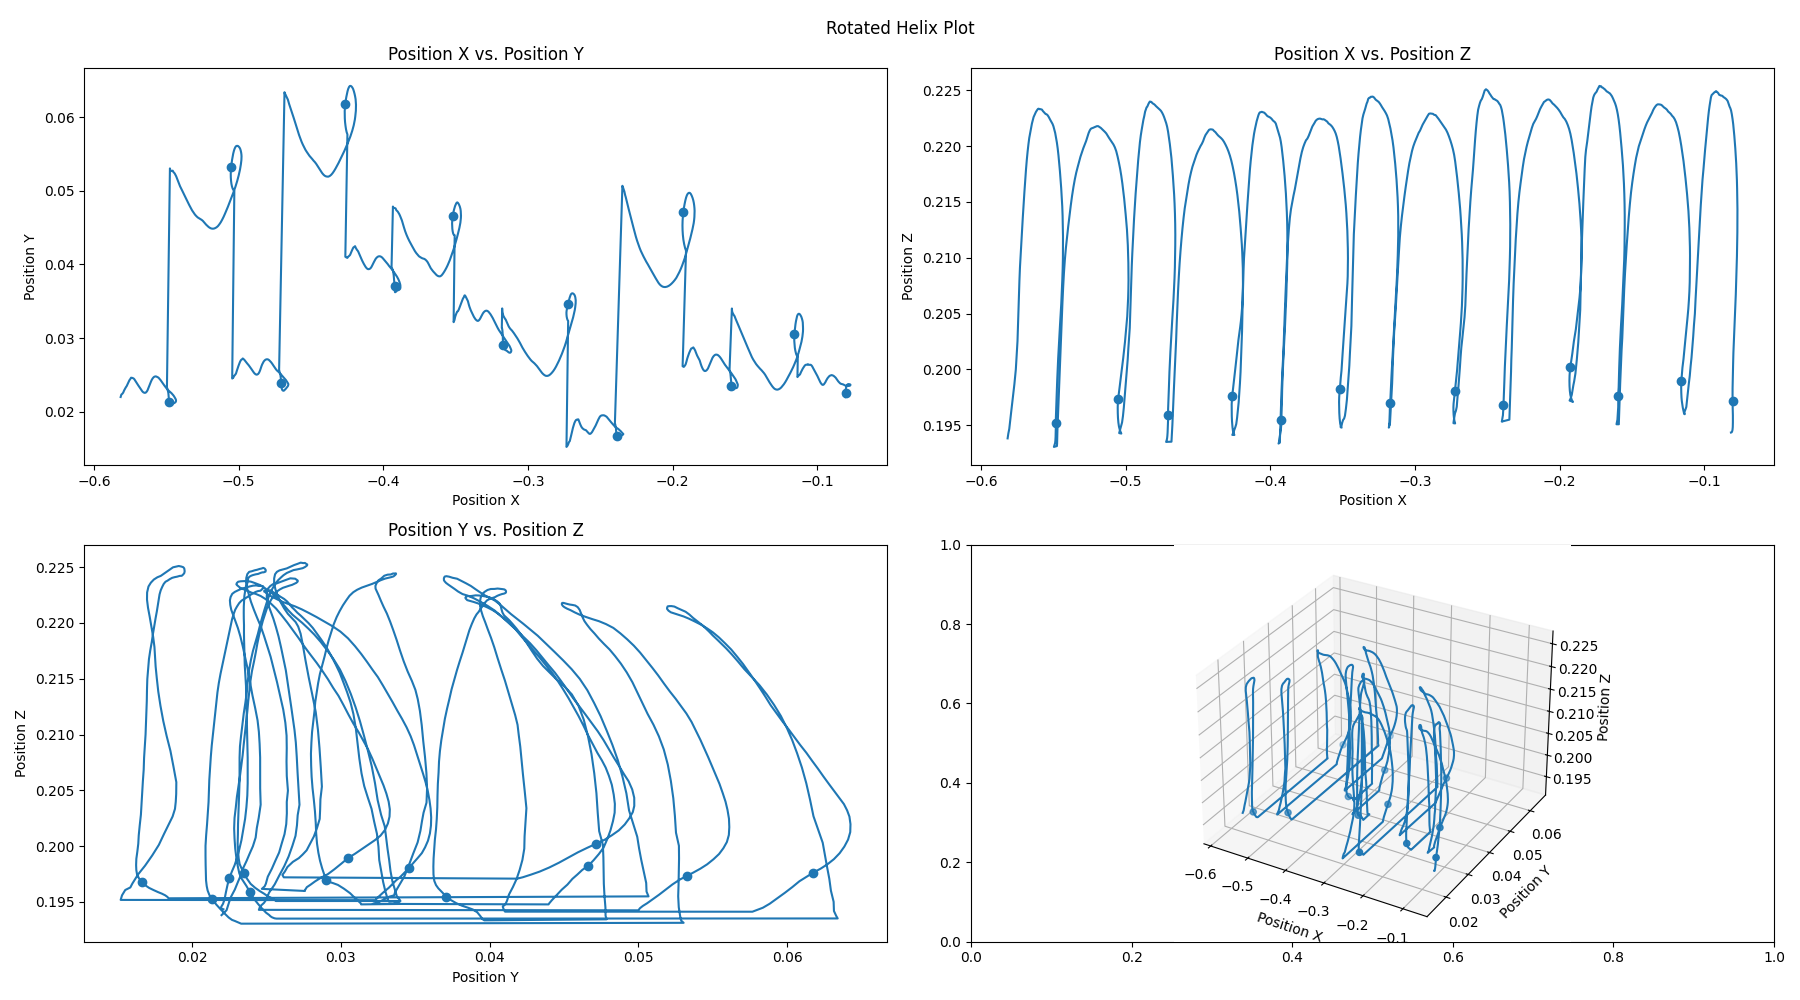 Rotated Helix Plot
Position X vs. Position Y
Position X vs. Position Z
0.06
0.05
0.04
0.03
0.02
Position Y
−0.6 −0.5 −0.4 −0.3 −0.2 −0.1
Position X
0.225
0.220
0.215
0.210
0.205
0.200
0.195
Position Z
−0.6 −0.5 −0.4 −0.3 −0.2 −0.1
Position X
Position Y vs. Position Z
0.225
0.220
0.215
0.210
0.205
0.200
0.195
Position Z
0.02 0.03 0.04 0.05 0.06
Position Y
1.0
0.8
0.6
0.4
0.2
0.0
0.0 0.2 0.4 0.6 0.8 1.0
0.225
0.220
0.215
0.210
0.205
0.200
0.195
Position Z
0.06
0.05
0.04
0.03
0.02
Position Y
−0.6
−0.5
−0.4
−0.3
−0.2
−0.1
Position X